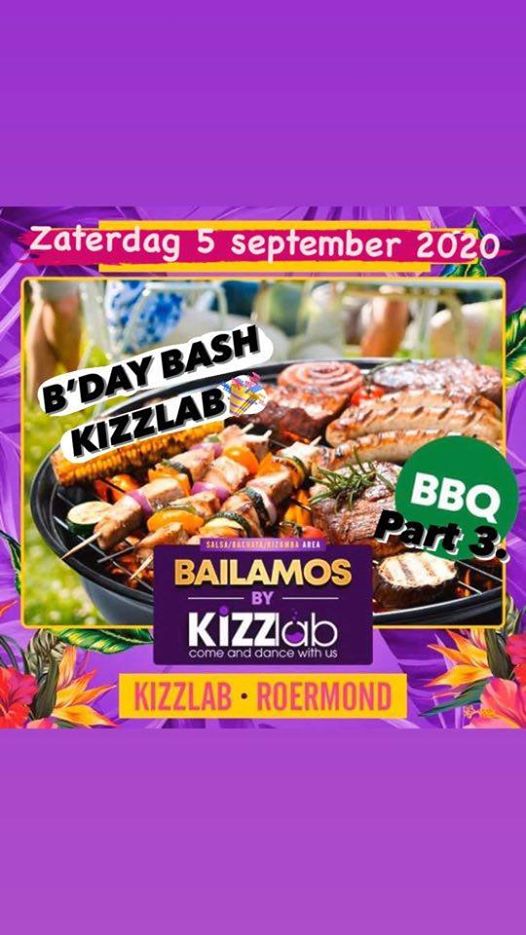 Zaterdag 5 september 2020
B'DAY BASH
KIZZLAB
BBQ
Part 3.
SALSA/BACHATA/KIZOMBA AREA
BAILAMOS
BY
KIZZlab
come and dance with us
KIZZLAB • ROERMOND